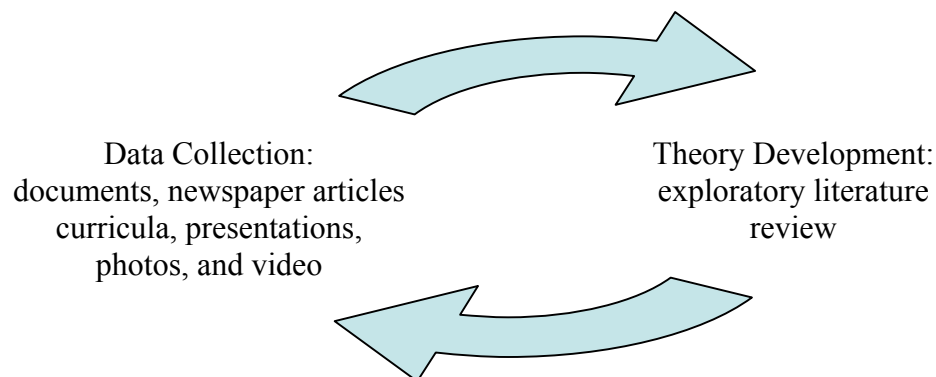 Data Collection:
documents, newspaper articles
curricula, presentations,
photos, and video
Theory Development:
exploratory literature
review